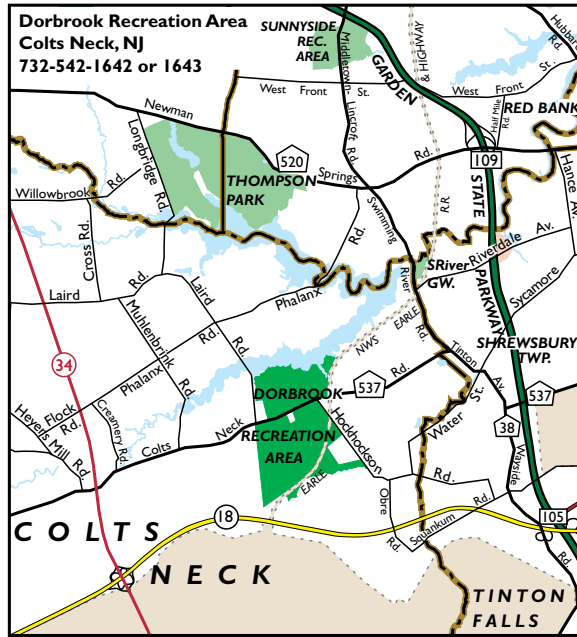 Dorbrook Recreation Area
Colts Neck, NJ
732-542-1642 or 1643
SUNNYSIDE
REC.
AREA
Middletown-
Lincroft Rd.
GARDEN
& HIGHWAY
Hubbard
Rd.
West Front St.
West Front St.
Half Mile
Rd.
RED BANK
Newman
Springs
Rd.
520
109
THOMPSON
PARK
Longbridge Rd.
Willowbrook Rd.
Cross Rd.
Swimming
River
Rd.
R.R.
STATE
PARKWAY
Hance Av.
SRiver
GW.
Riverdale Av.
Sycamore
Laird
Rd.
Laird
Rd.
Muhlenbrink
Rd.
Phalanx
Rd.
Phalanx
Rd.
NWS EARLE
Tinton
Av.
SHREWSBURY
TWP.
34
537
537
38
DORBROOK
RECREATION
AREA
Flock
Rd.
Heyers Mill Rd.
Creamery Rd.
Colts
Neck
Rd.
Hockhockson
Rd.
Water St.
Wayside
EARLE
Obre
Rd.
Squankum
Rd.
18
105
COLTS
NECK
TINTON
FALLS